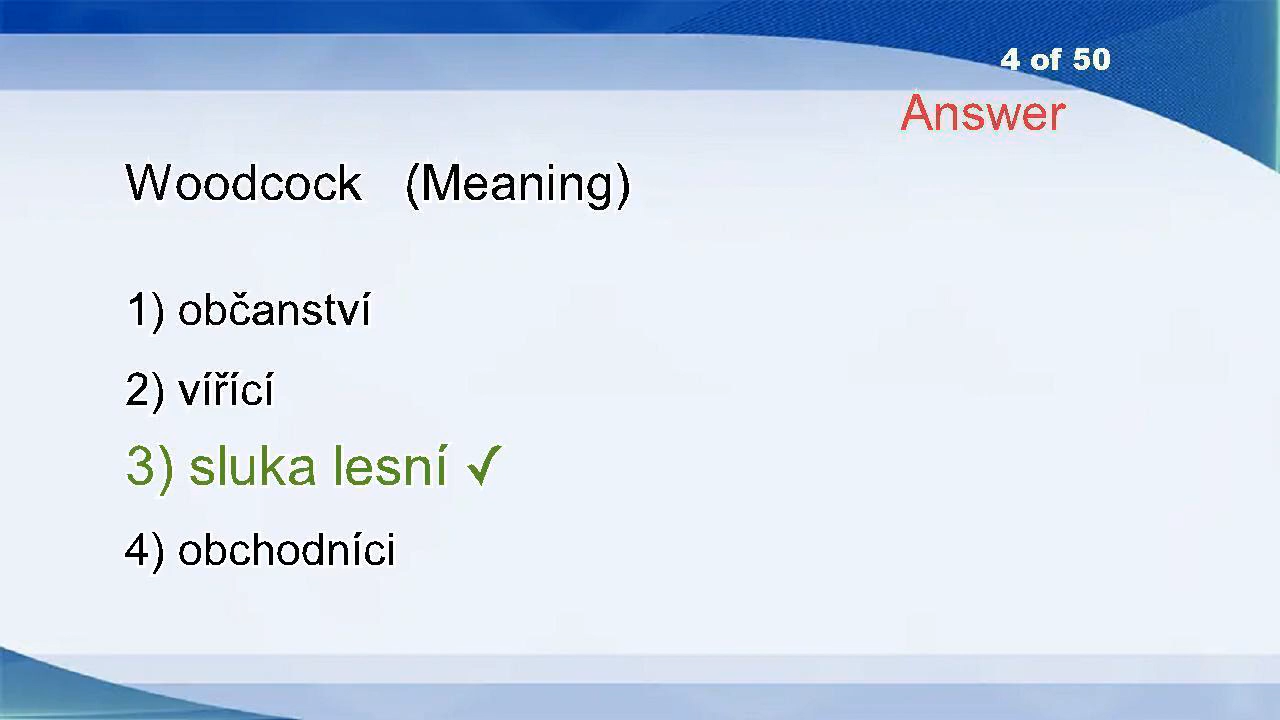 4 of 50
Answer
Woodcock (Meaning)
1) občanství
2) vířící
3) sluka lesní ✓
4) obchodníci